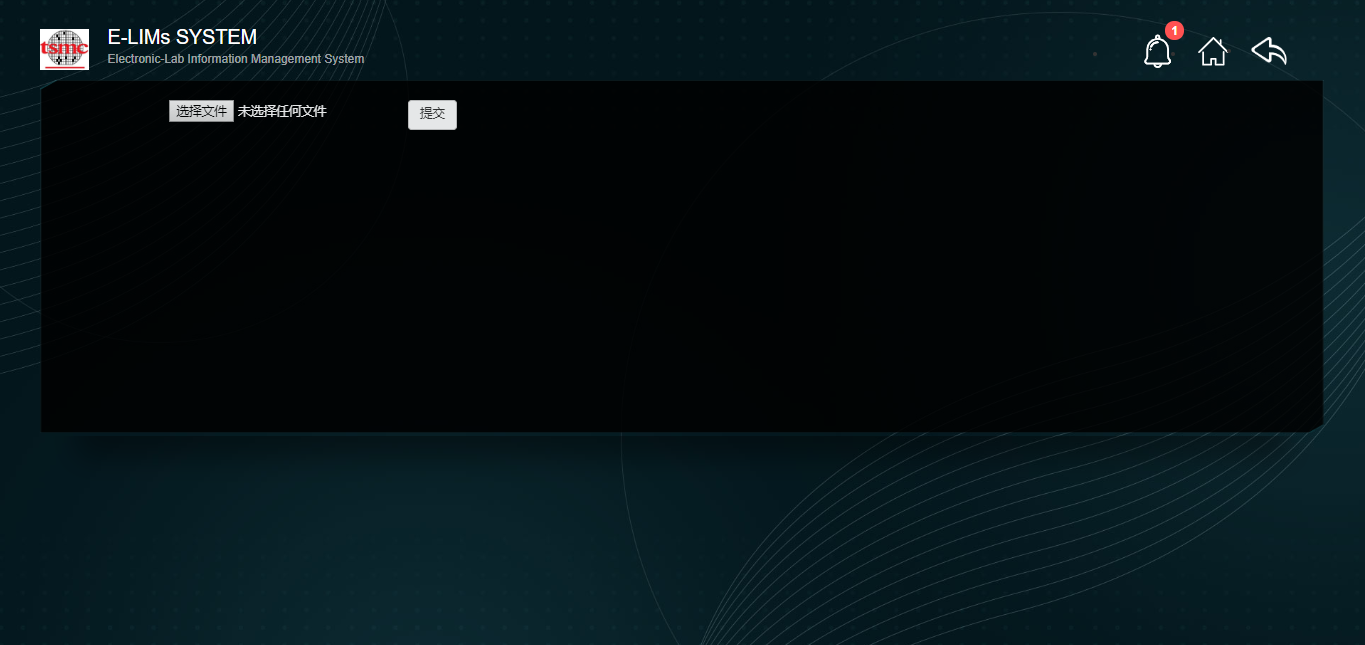 tsmc
E-LIMs SYSTEM
Electronic-Lab Information Management System
1
选择文件 未选择任何文件
提交